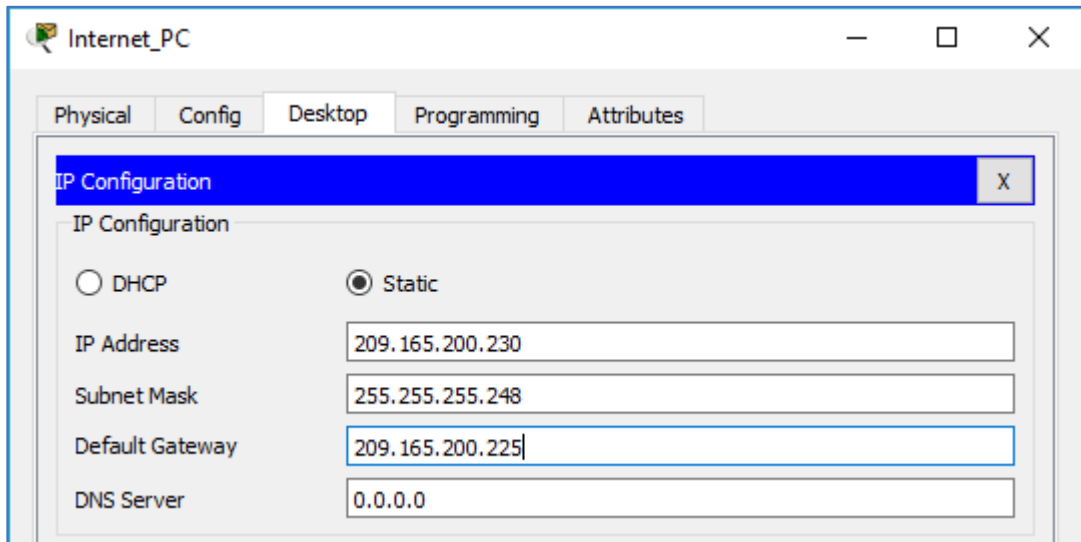 Internet_PC
Physical Config Desktop Programming Attributes
IP Configuration X
IP Configuration
DHCP Static
IP Address 209.165.200.230
Subnet Mask 255.255.255.248
Default Gateway 209.165.200.225
DNS Server 0.0.0.0